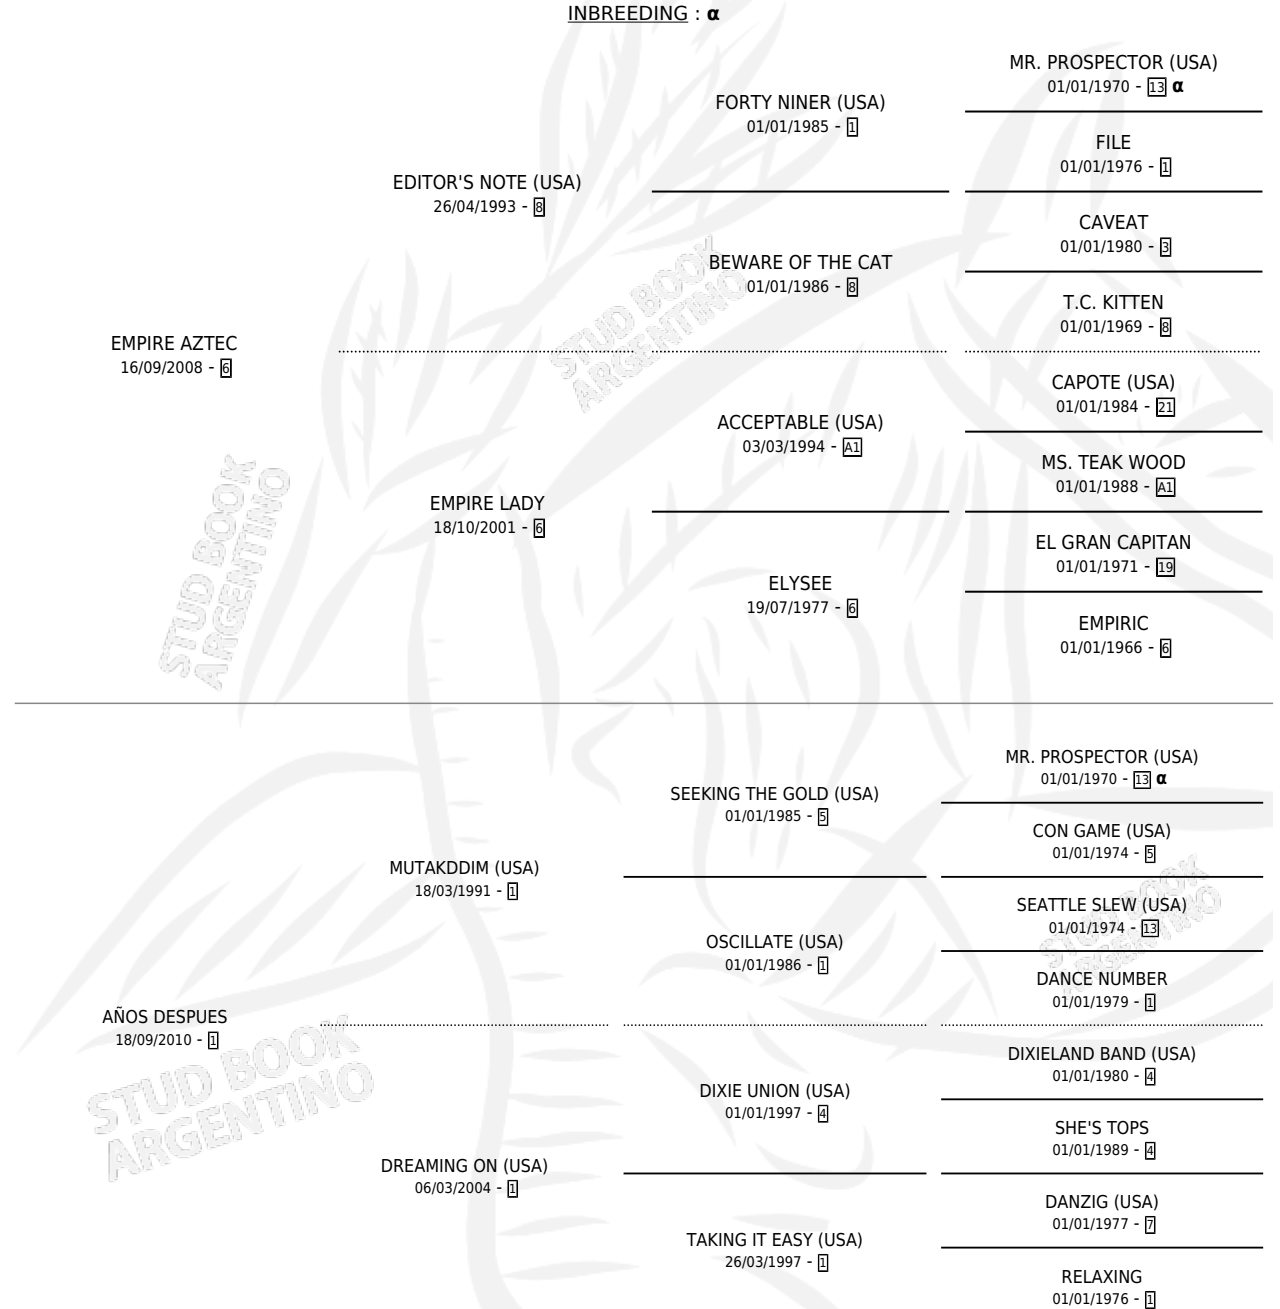 INBREEDING : α
MR. PROSPECTOR (USA)
01/01/1970 - 13 α
FORTY NINER (USA)
01/01/1985 - 1
FILE
01/01/1976 - 1
EDITOR'S NOTE (USA)
26/04/1993 - 8
CAVEAT
01/01/1980 - 3
BEWARE OF THE CAT
01/01/1986 - 8
T.C. KITTEN
01/01/1969 - 8
EMPIRE AZTEC
16/09/2008 - 6
CAPOTE (USA)
01/01/1984 - 21
ACCEPTABLE (USA)
03/03/1994 - A1
MS. TEAK WOOD
01/01/1988 - A1
EMPIRE LADY
18/10/2001 - 6
EL GRAN CAPITAN
01/01/1971 - 19
ELYSEE
19/07/1977 - 6
EMPIRIC
01/01/1966 - 6
MR. PROSPECTOR (USA)
01/01/1970 - 13 α
SEEKING THE GOLD (USA)
01/01/1985 - 5
CON GAME (USA)
01/01/1974 - 5
MUTAKDDIM (USA)
18/03/1991 - 1
SEATTLE SLEW (USA)
01/01/1974 - 13
OSCILLATE (USA)
01/01/1986 - 1
DANCE NUMBER
01/01/1979 - 1
AÑOS DESPUES
18/09/2010 - 1
DIXIELAND BAND (USA)
01/01/1980 - 4
DIXIE UNION (USA)
01/01/1997 - 4
SHE'S TOPS
01/01/1989 - 4
DREAMING ON (USA)
06/03/2004 - 1
DANZIG (USA)
01/01/1977 - 7
TAKING IT EASY (USA)
26/03/1997 - 1
RELAXING
01/01/1976 - 1
STUD BOOK
ARGENTINO
STUD BOOK
ARGENTINO
STUD BOOK
ARGENTINO
STUD BOOK
ARGENTINO